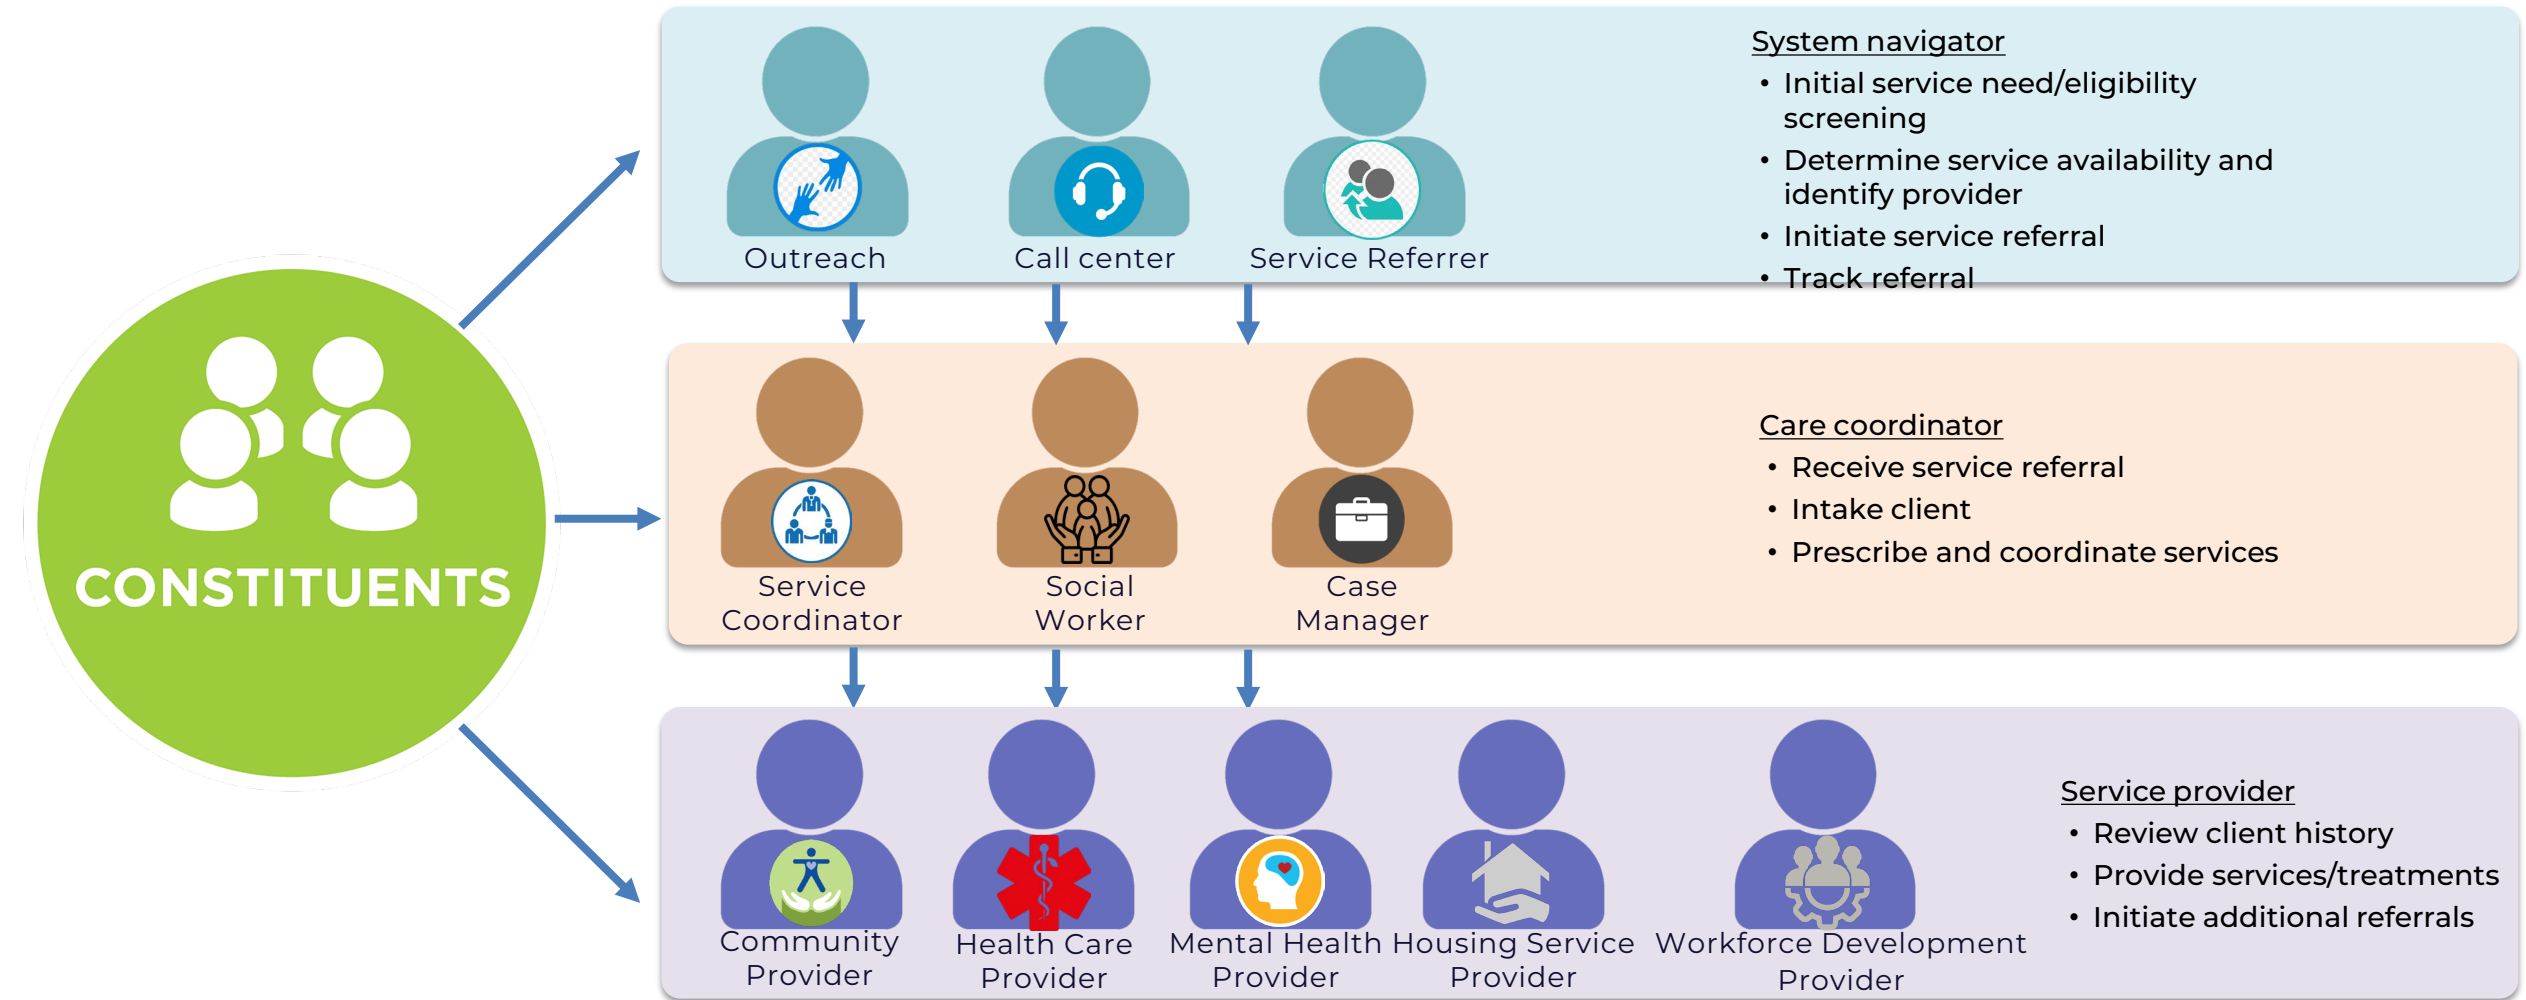 CONSTITUENTS
Outreach
Call center
Service Referrer
System navigator
• Initial service need/eligibility
screening
• Determine service availability and
identify provider
• Initiate service referral
• Track referral
Service
Coordinator
Social
Worker
Case
Manager
Care coordinator
• Receive service referral
• Intake client
• Prescribe and coordinate services
Community
Provider
Health Care
Provider
Mental Health
Provider
Housing Service
Provider
Workforce Development
Provider
Service provider
• Review client history
• Provide services/treatments
• Initiate additional referrals